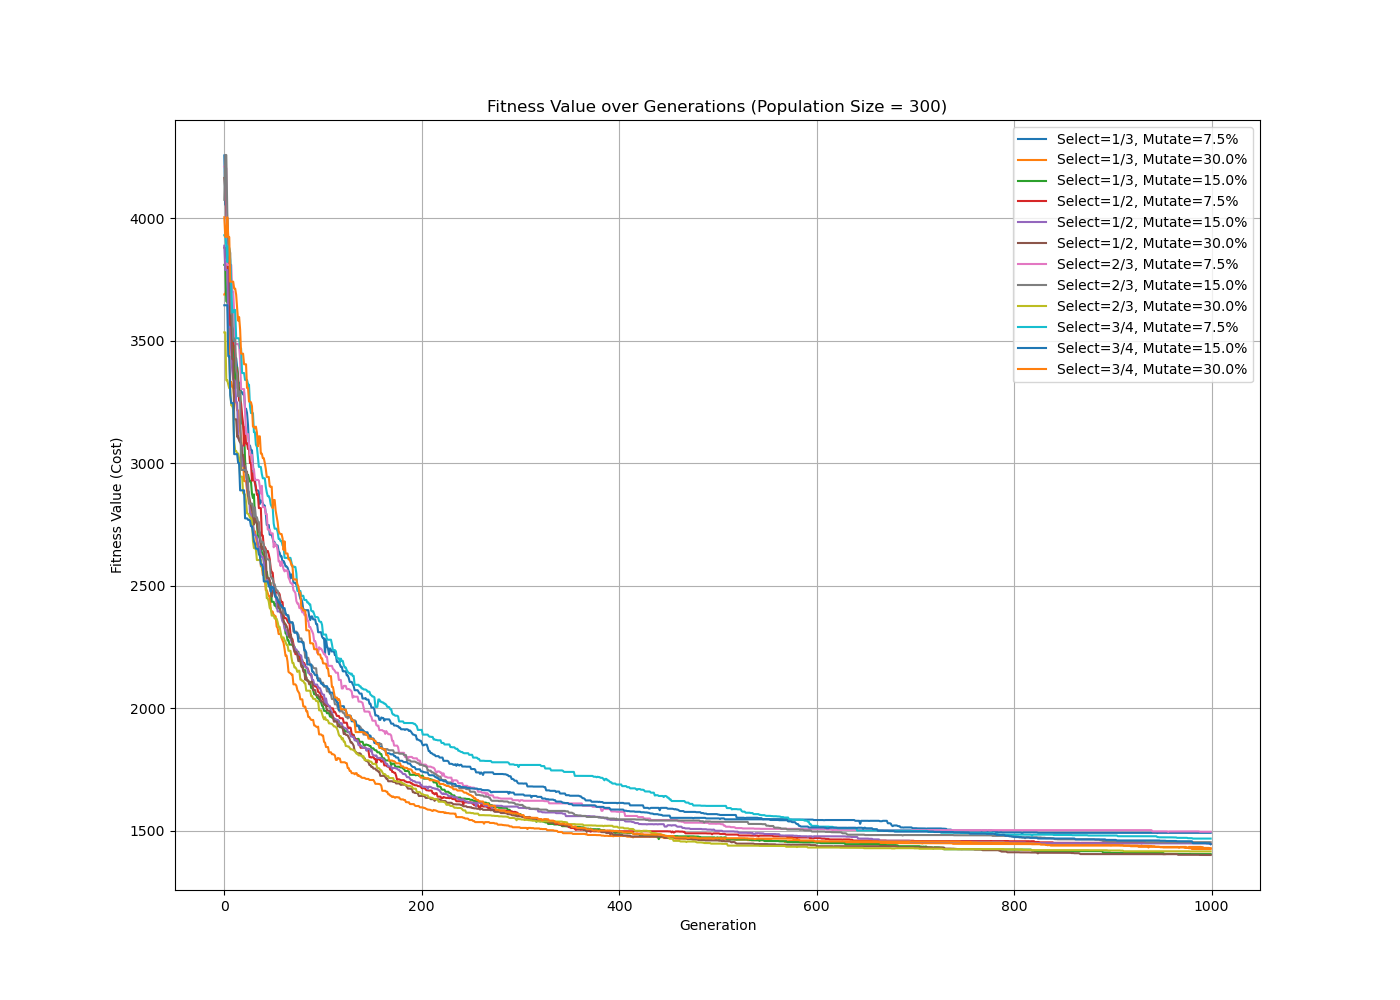 Fitness Value over Generations (Population Size = 300)
Select=1/3, Mutate=7.5%
Select=1/3, Mutate=30.0%
Select=1/3, Mutate=15.0%
Select=1/2, Mutate=7.5%
Select=1/2, Mutate=15.0%
Select=1/2, Mutate=30.0%
Select=2/3, Mutate=7.5%
Select=2/3, Mutate=15.0%
Select=2/3, Mutate=30.0%
Select=3/4, Mutate=7.5%
Select=3/4, Mutate=15.0%
Select=3/4, Mutate=30.0%
Fitness Value (Cost)
4000
3500
3000
2500
2000
1500
0 200 400 600 800 1000
Generation